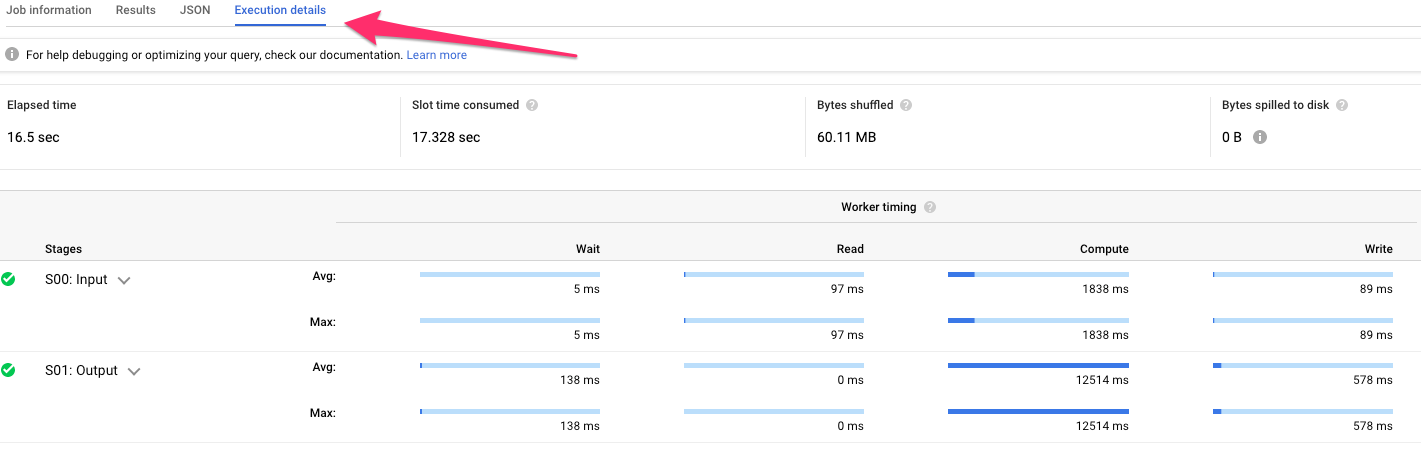 Job information Results JSON Execution details
For help debugging or optimizing your query, check our documentation. Learn more
Elapsed time Slot time consumed ? Bytes shuffled ? Bytes spilled to disk ?
16.5 sec 17.328 sec 60.11 MB 0 B i
Worker timing ?
Stages Wait Read Compute Write
S00: Input Avg:
5 ms 97 ms 1838 ms 89 ms
Max:
5 ms 97 ms 1838 ms 89 ms
S01: Output Avg:
138 ms 0 ms 12514 ms 578 ms
Max:
138 ms 0 ms 12514 ms 578 ms